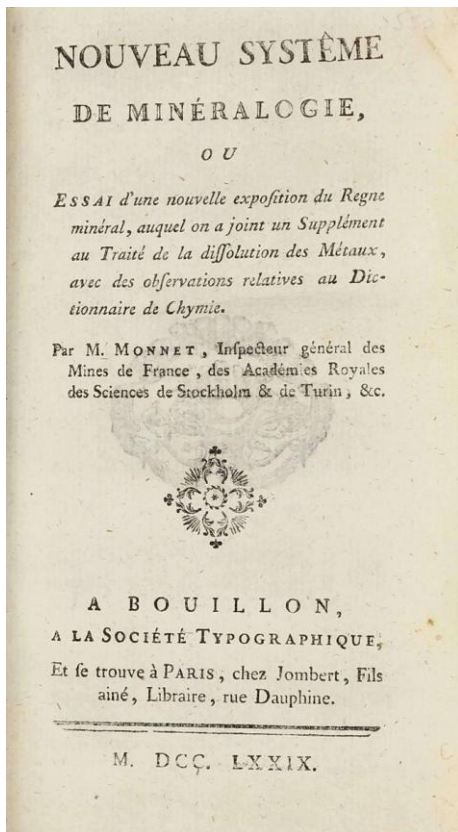 NOUVEAU SYSTÊME
DE MINÉRALOGIE,
OU
ESSAI d'une nouvelle expoſition du Regne
minéral, auquel on a joint un Supplément
au Traité de la diſſolution des Métaux,
avec des obſervations relatives au Dic-
tionnaire de Chymie.
Par M. MONNET, Inſpecteur général des
Mines de France, des Académies Royales
des Sciences de Stockholm & de Turin, &c.
A BOUILLON,
A LA SOCIÉTÉ TYPOGRAPHIQUE,
Et ſe trouve à PARIS, chez Jombert, Fils
ainé, Libraire, rue Dauphine.
M. DCC. LXXIX.